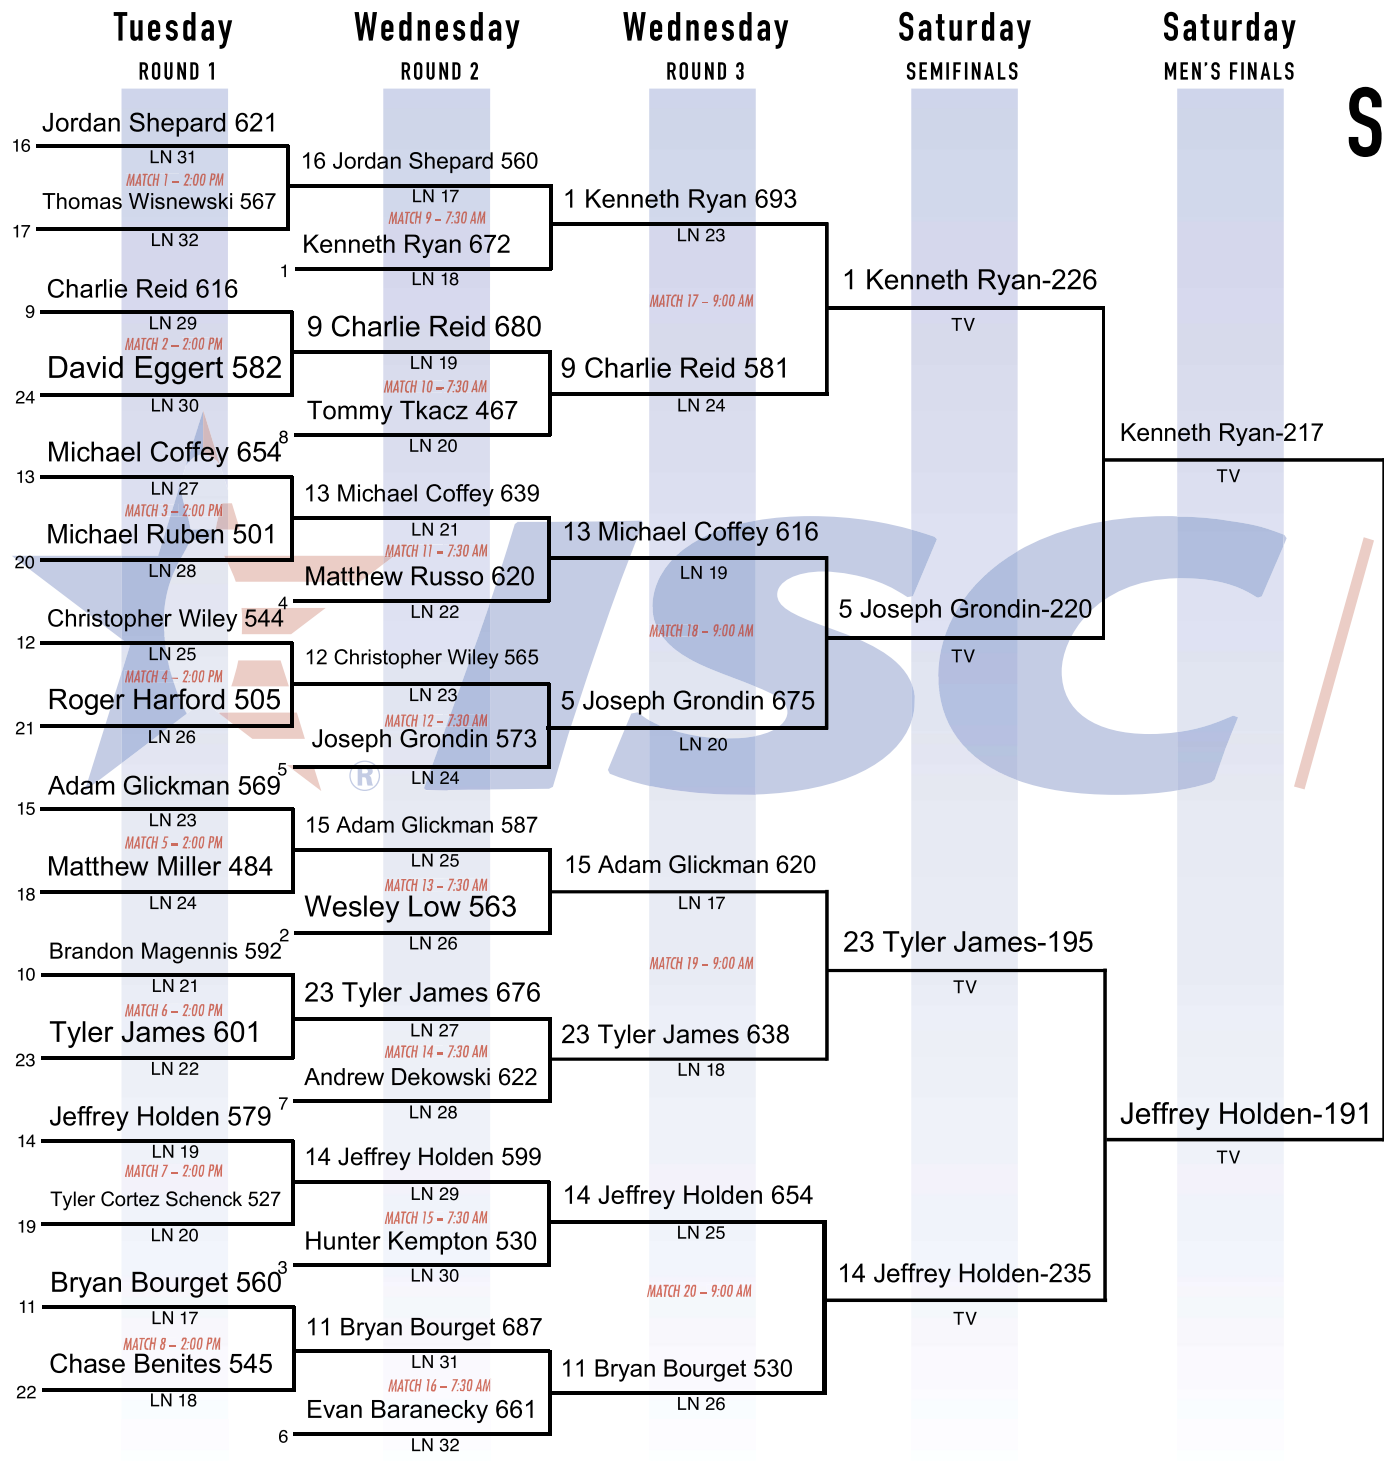 Tuesday
ROUND 1
Jordan Shepard 621
16
LN 31
MATCH 1 – 2:00 PM
Thomas Wisnewski 567
17
LN 32
Charlie Reid 616
9
LN 29
MATCH 2 – 2:00 PM
David Eggert 582
24
LN 30
Michael Coffey 654
13
LN 27
MATCH 3 – 2:00 PM
Michael Ruben 501
20
LN 28
Christopher Wiley 544
12
LN 25
MATCH 4 – 2:00 PM
Roger Harford 505
21
LN 26
Adam Glickman 569
15
LN 23
MATCH 5 – 2:00 PM
Matthew Miller 484
18
LN 24
Brandon Magennis 592
10
LN 21
MATCH 6 – 2:00 PM
Tyler James 601
23
LN 22
Jeffrey Holden 579
14
LN 19
MATCH 7 – 2:00 PM
Tyler Cortez Schenck 527
19
LN 20
Bryan Bourget 560
11
LN 17
MATCH 8 – 2:00 PM
Chase Benites 545
22
LN 18
Wednesday
ROUND 2
16 Jordan Shepard 560
LN 17
MATCH 9 – 7:30 AM
Kenneth Ryan 672
1
LN 18
9 Charlie Reid 680
LN 19
MATCH 10 – 7:30 AM
Tommy Tkacz 467
8
LN 20
13 Michael Coffey 639
LN 21
MATCH 11 – 7:30 AM
Matthew Russo 620
4
LN 22
12 Christopher Wiley 565
LN 23
MATCH 12 – 7:30 AM
Joseph Grondin 573
5
LN 24
15 Adam Glickman 587
LN 25
MATCH 13 – 7:30 AM
Wesley Low 563
2
LN 26
23 Tyler James 676
LN 27
MATCH 14 – 7:30 AM
Andrew Dekowski 622
7
LN 28
14 Jeffrey Holden 599
LN 29
MATCH 15 – 7:30 AM
Hunter Kempton 530
3
LN 30
11 Bryan Bourget 687
LN 31
MATCH 16 – 7:30 AM
Evan Baranecky 661
6
LN 32
Wednesday
ROUND 3
1 Kenneth Ryan 693
LN 23
MATCH 17 – 9:00 AM
9 Charlie Reid 581
LN 24
13 Michael Coffey 616
LN 19
MATCH 18 – 9:00 AM
5 Joseph Grondin 675
LN 20
15 Adam Glickman 620
LN 17
MATCH 19 – 9:00 AM
23 Tyler James 638
LN 18
14 Jeffrey Holden 654
LN 25
MATCH 20 – 9:00 AM
11 Bryan Bourget 530
LN 26
Saturday
SEMIFINALS
1 Kenneth Ryan-226
TV
5 Joseph Grondin-220
TV
23 Tyler James-195
TV
14 Jeffrey Holden-235
TV
Saturday
MEN'S FINALS
Kenneth Ryan-217
TV
Jeffrey Holden-191
TV
S
ISC/
®